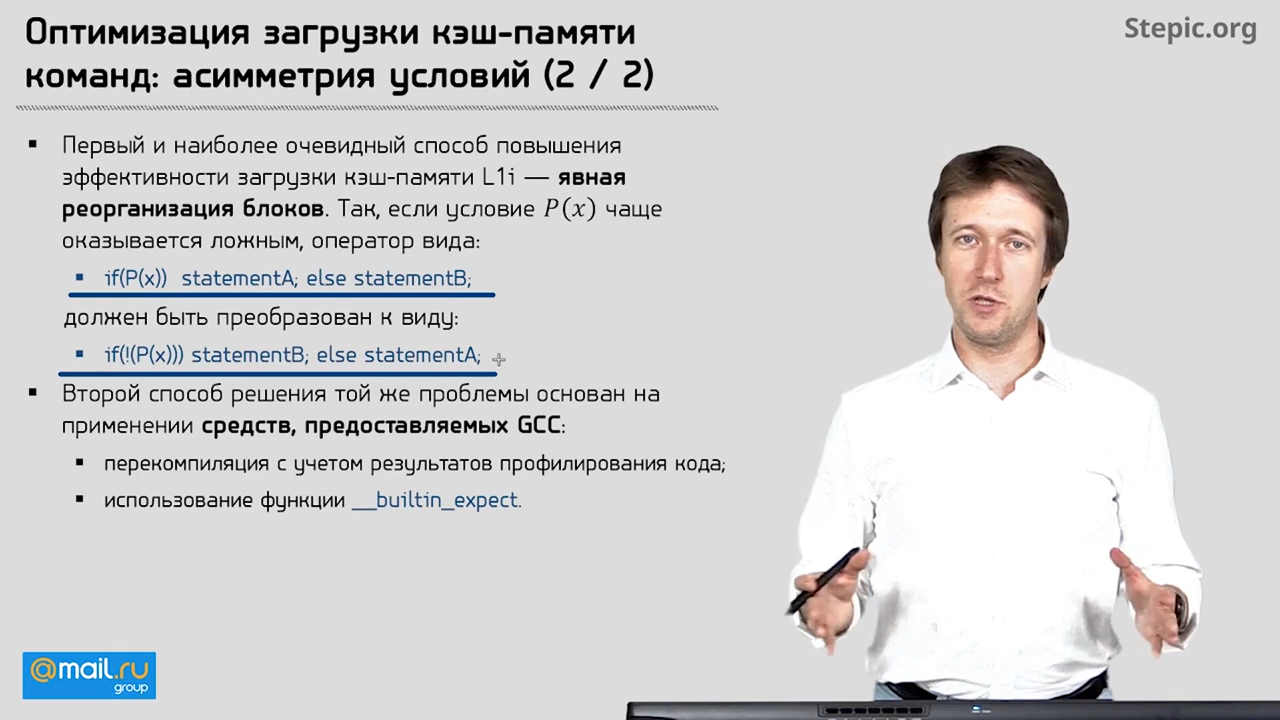 Оптимизация загрузки кэш-памяти
команд: асимметрия условий (2 / 2)
Stepic.org
▪ Первый и наиболее очевидный способ повышения
эффективности загрузки кэш-памяти L1i — явная
реорганизация блоков. Так, если условие P(x) чаще
оказывается ложным, оператор вида:
▪ if(P(x)) statementA; else statementB;
должен быть преобразован к виду:
▪ if(!(P(x))) statementB; else statementA;
▪ Второй способ решения той же проблемы основан на
применении средств, предоставляемых GCC:
▪ перекомпиляция с учетом результатов профилирования кода;
▪ использование функции __builtin_expect.
@mail.ru
group